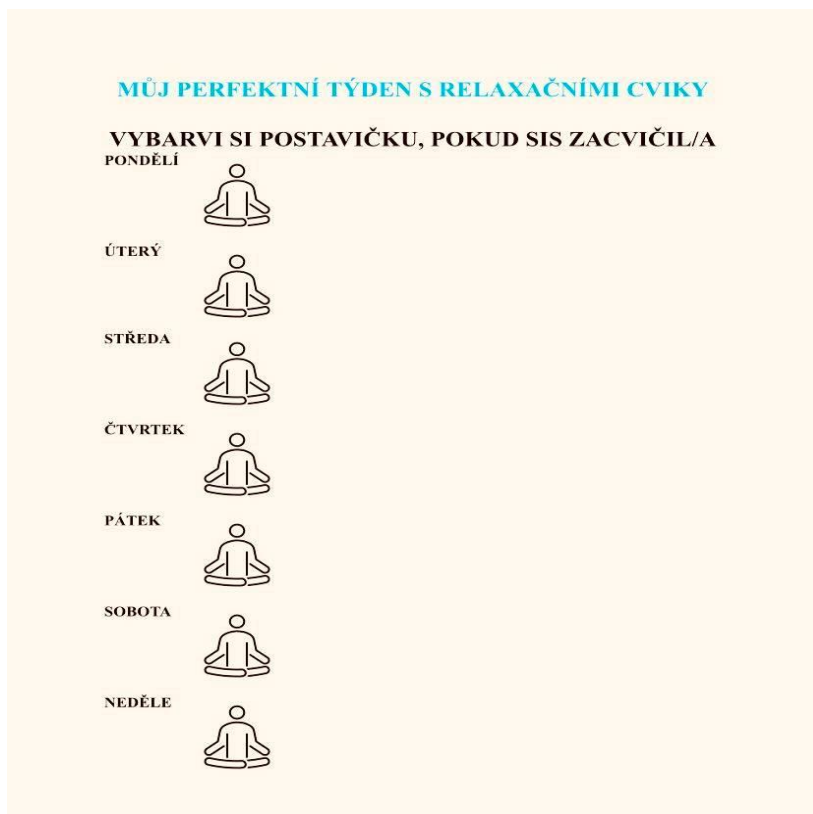 MŮJ PERFEKTNÍ TÝDEN S RELAXAČNÍMI CVIKY
VYBARVI SI POSTAVIČKU, POKUD SIS ZACVIČIL/A
PONDĚLÍ
ÚTERÝ
STŘEDA
ČTVRTEK
PÁTEK
SOBOTA
NEDĚLE